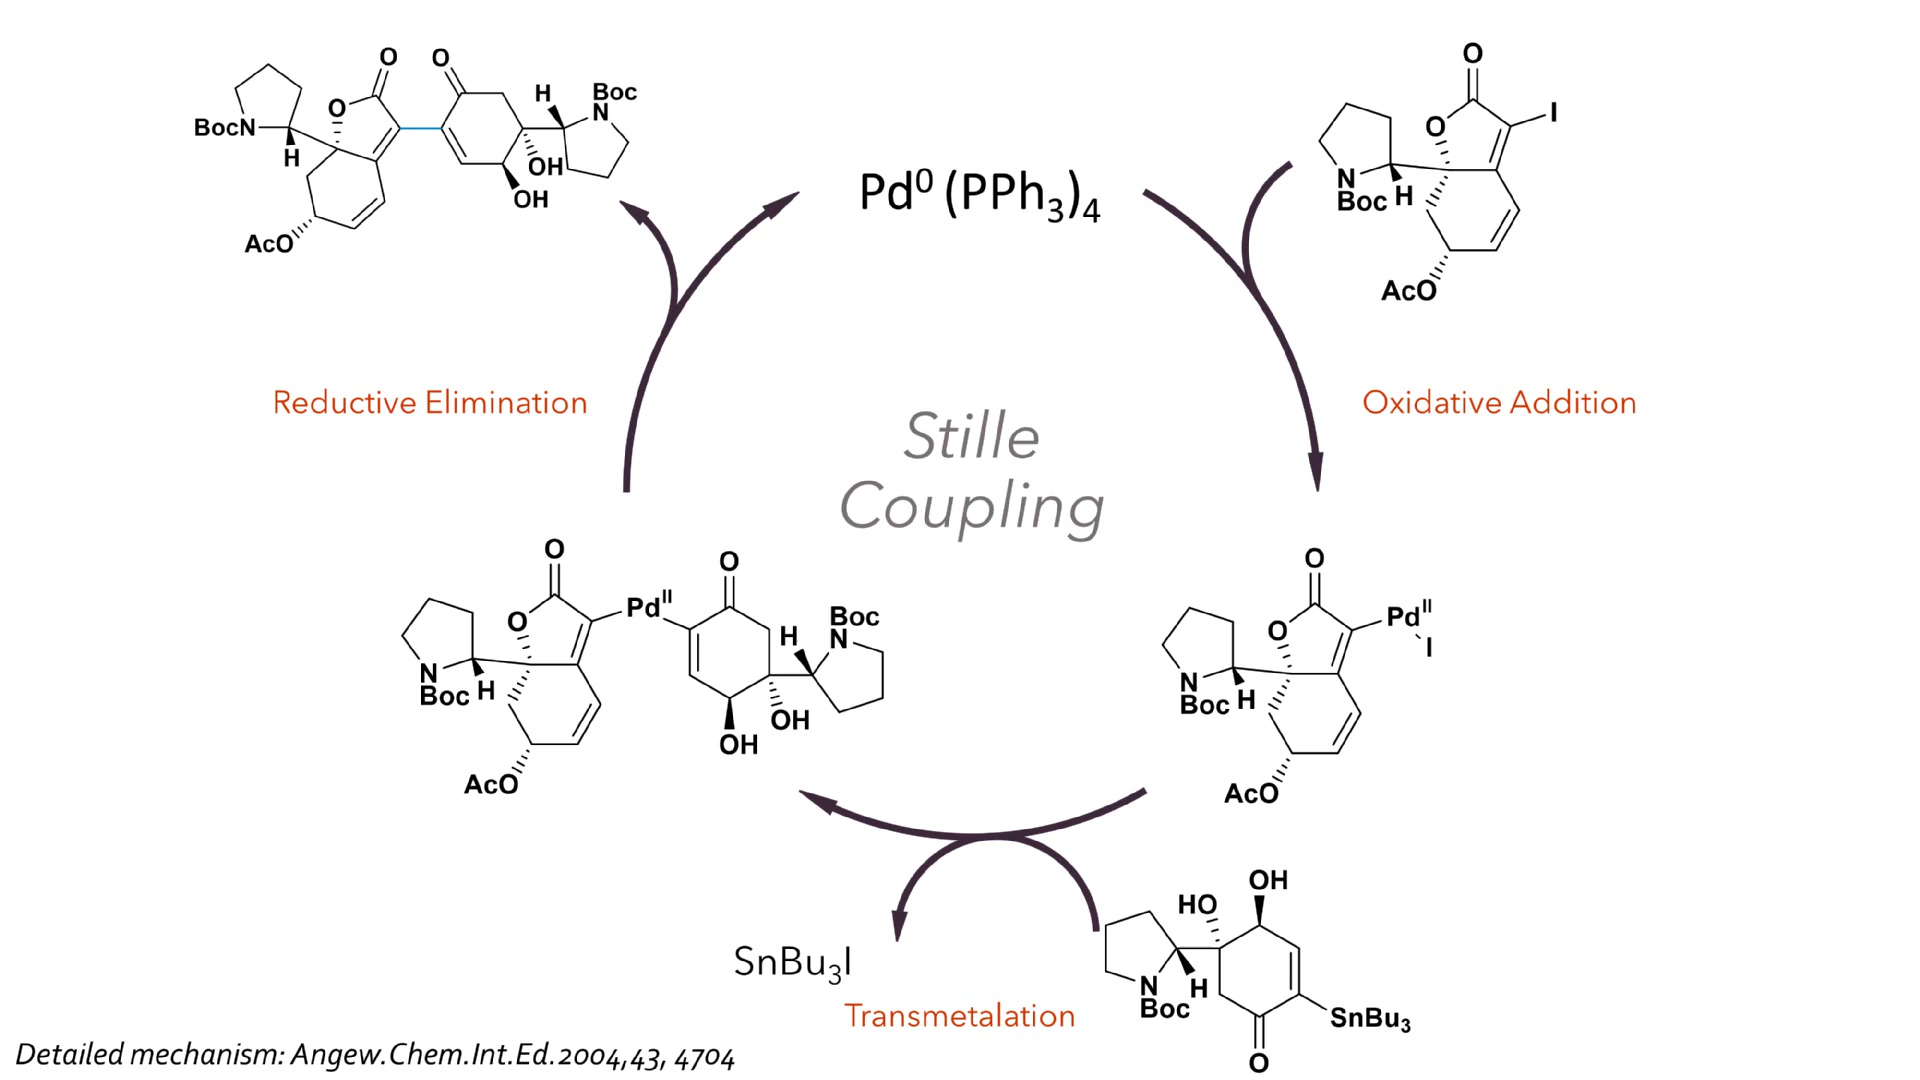 O
O
H
Boc
N
O
BocN
H
OH
OH
AcO
Pd⁰ (PPh₃)₄
O
I
O
N
Boc
H
AcO
Reductive Elimination
Oxidative Addition
Stille
Coupling
O
Pdᴵᴵ
O
O
N
Boc
H
H
Boc
N
OH
OH
AcO
O
Pdᴵᴵ
I
O
N
Boc
H
AcO
OH
HO
N
Boc
H
SnBu₃
O
SnBu₃I
Transmetalation
Detailed mechanism: Angew.Chem.Int.Ed.2004,43, 4704